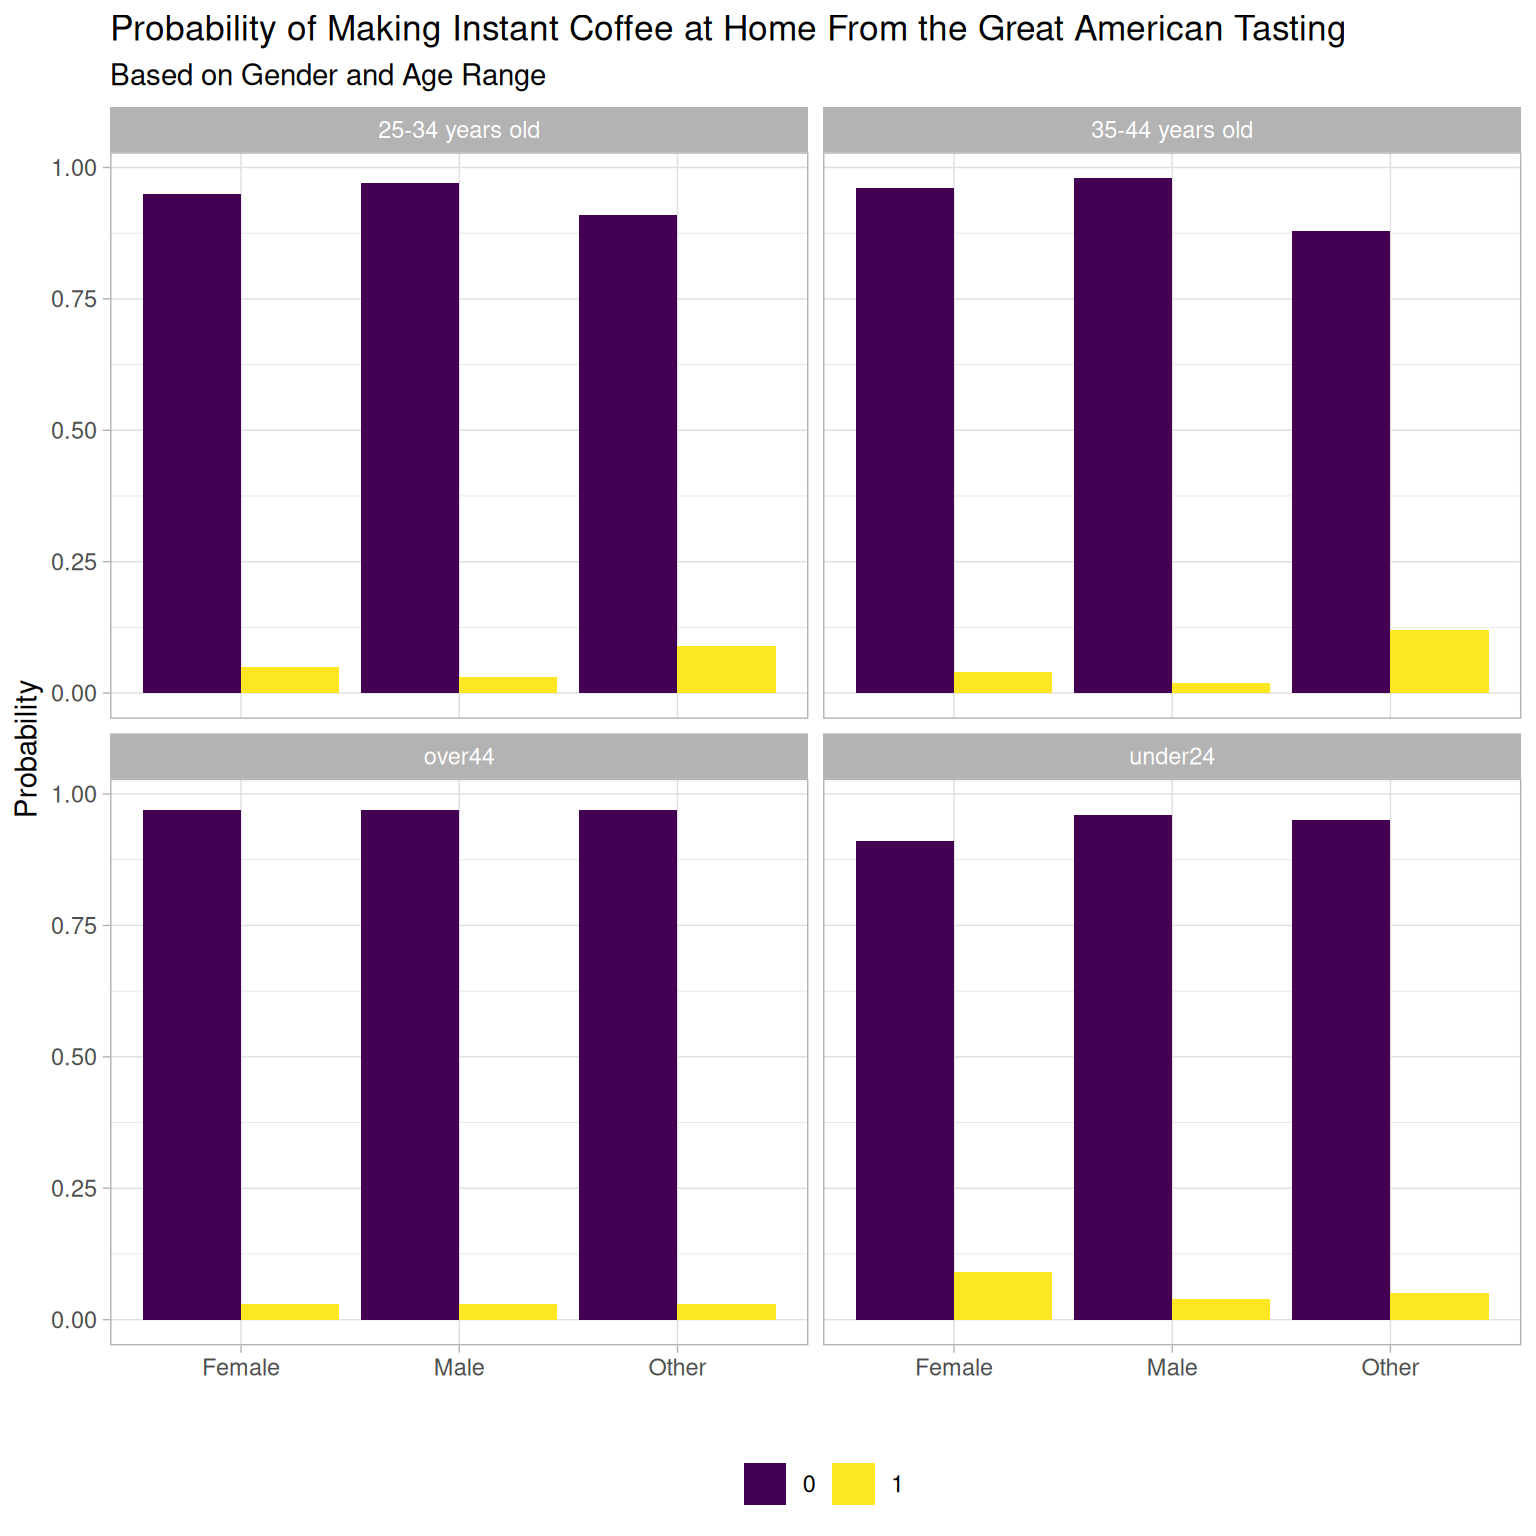 Probability of Making Instant Coffee at Home From the Great American Tasting
Based on Gender and Age Range
25-34 years old
35-44 years old
1.00
0.75
0.50
0.25
0.00
Probability
over44
under24
1.00
0.75
0.50
0.25
0.00
Female Male Other
Female Male Other
0 1